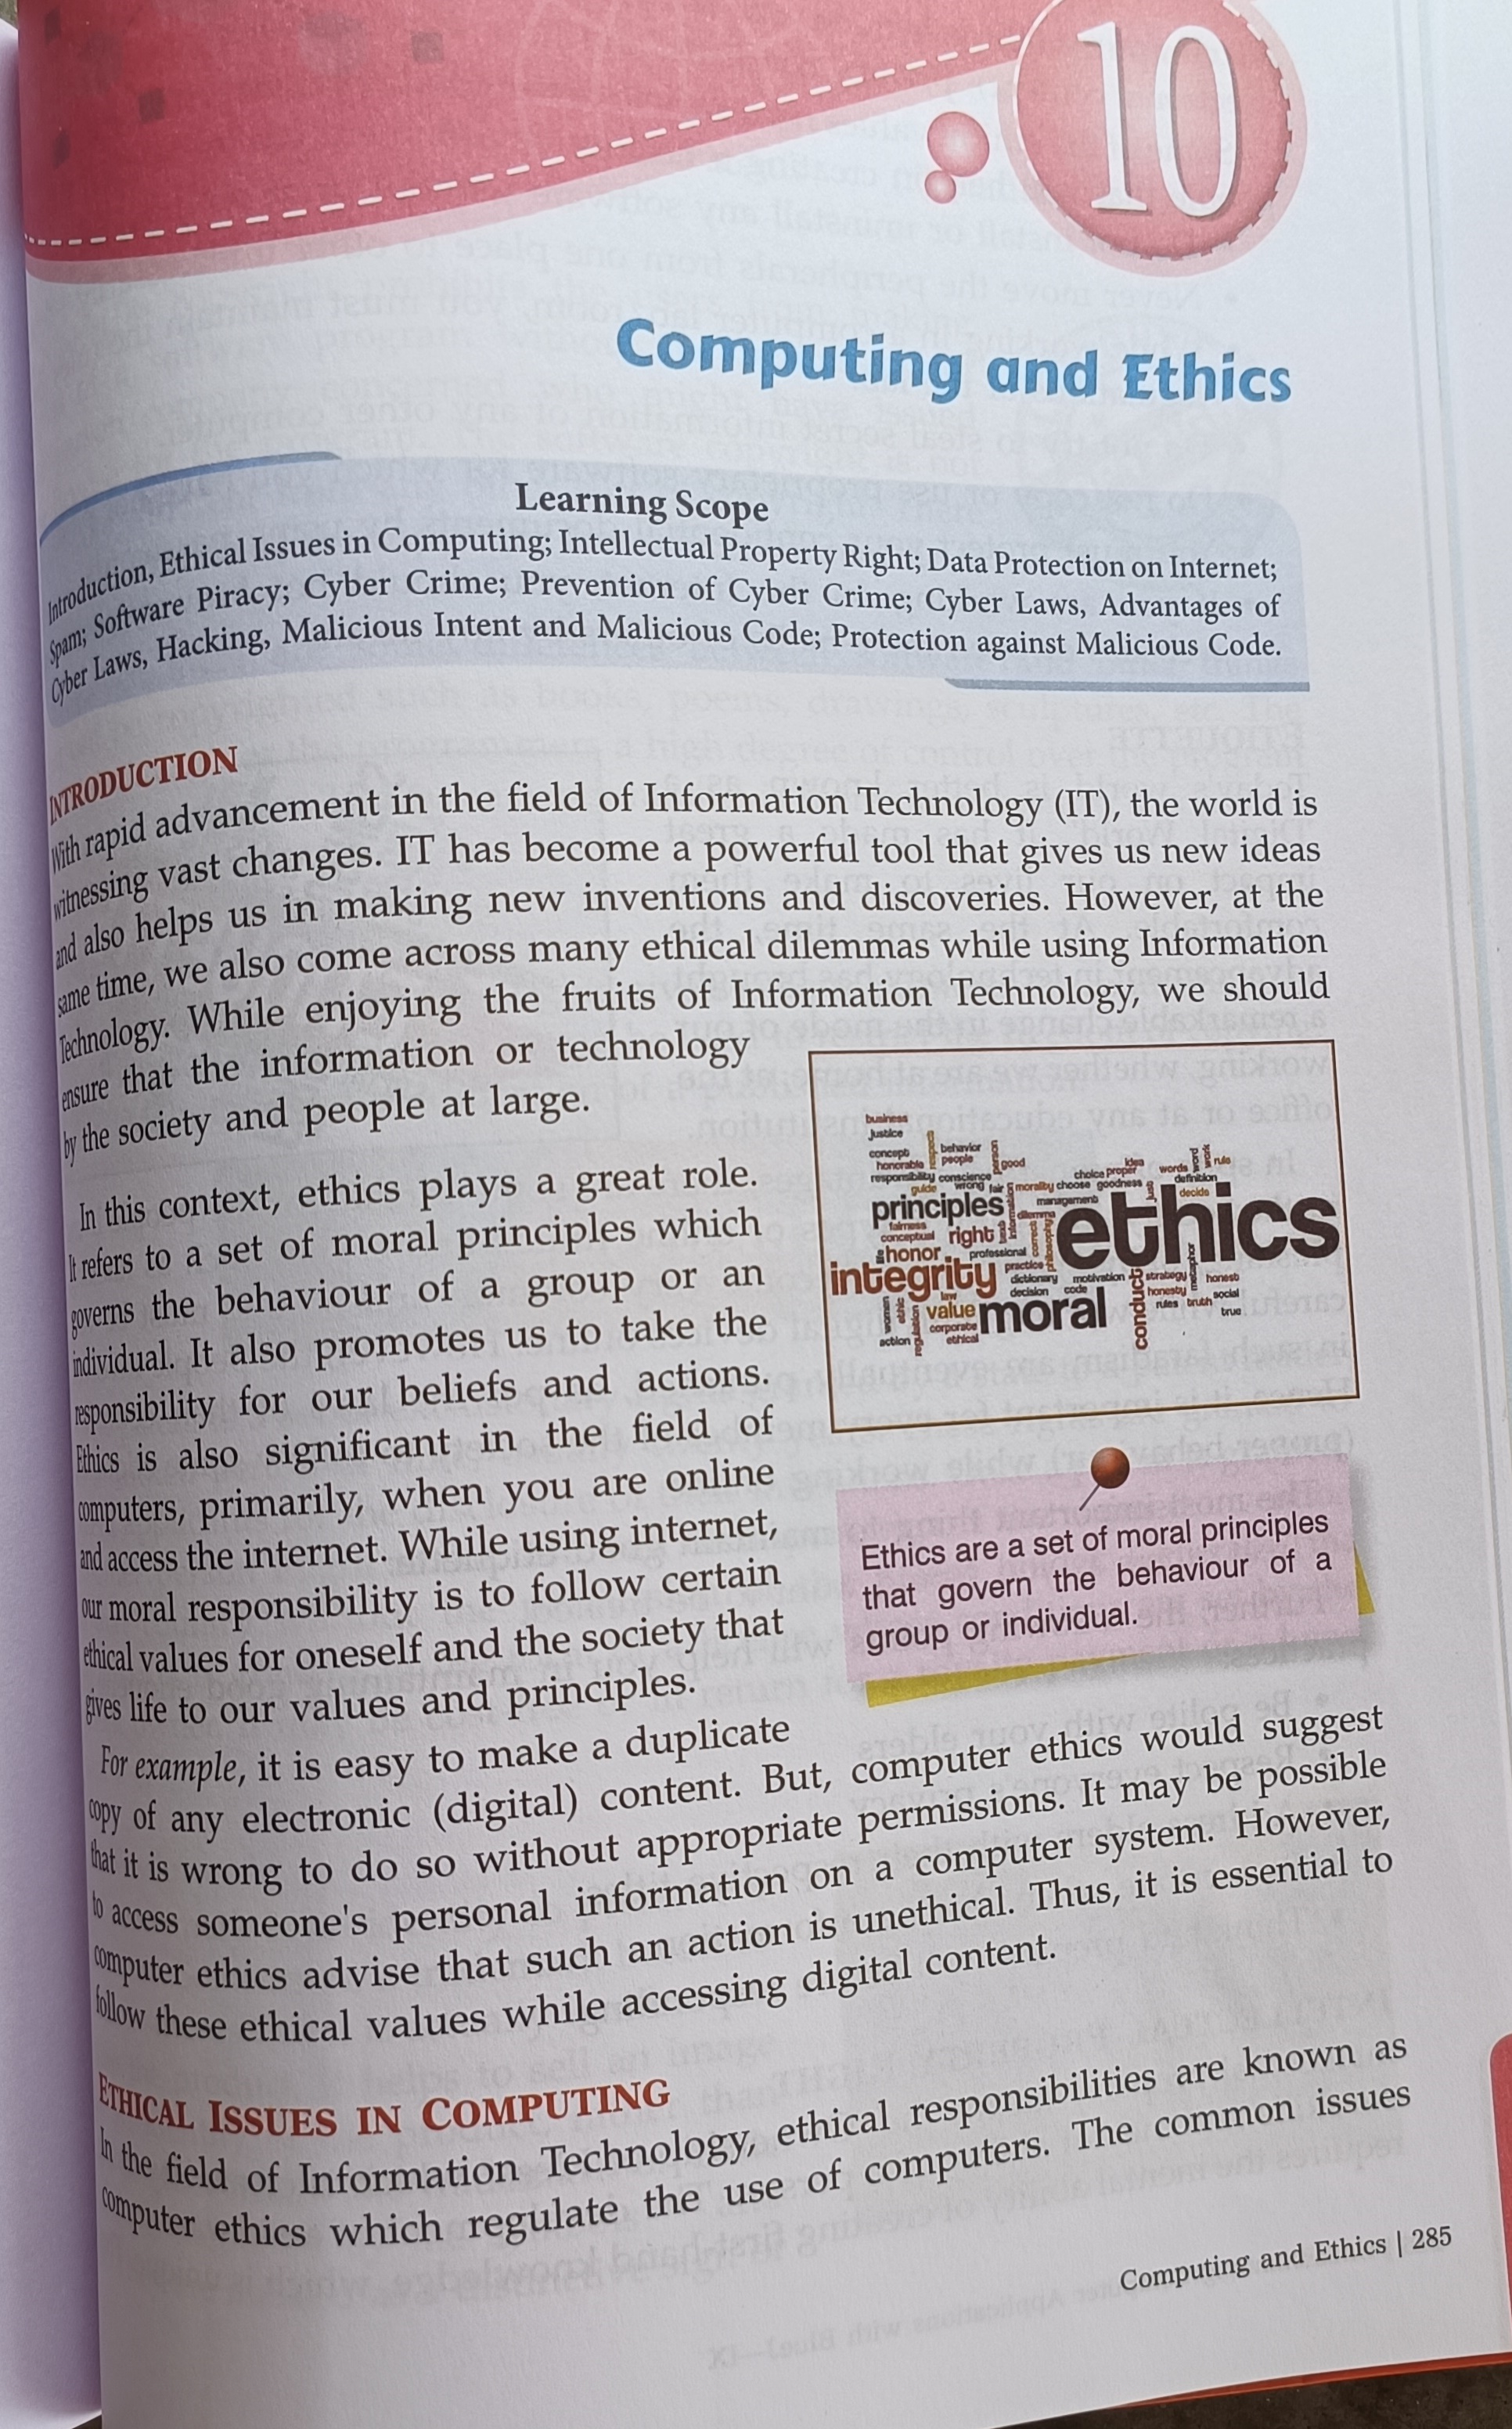 10
Computing and Ethics
Learning Scope
Introduction, Ethical Issues in Computing; Intellectual Property Right; Data Protection on Internet;
Spam; Software Piracy; Cyber Crime; Prevention of Cyber Crime; Cyber Laws, Advantages of
Cyber Laws, Hacking, Malicious Intent and Malicious Code; Protection against Malicious Code.
INTRODUCTION
With rapid advancement in the field of Information Technology (IT), the world is
witnessing vast changes. IT has become a powerful tool that gives us new ideas
and also helps us in making new inventions and discoveries. However, at the
same time, we also come across many ethical dilemmas while using Information
Technology. While enjoying the fruits of Information Technology, we should
ensure that the information or technology
by the society and people at large.
In this context, ethics plays a great role.
It refers to a set of moral principles which
governs the behaviour of a group or an
individual. It also promotes us to take the
responsibility for our beliefs and actions.
Ethics is also significant in the field of
computers, primarily, when you are online
and access the internet. While using internet,
our moral responsibility is to follow certain
ethical values for oneself and the society that
gives life to our values and principles.
business
justice
concept
honorable
respect
behavior
people
person
good
responsibility conscience
guide wrong fair
morality choose goodness
choice proper
idea
words
word
work
rule
definition
decide
just
principles
management
dilemma
fairness
conceptual
right
information
correct
philosophy
ethics
life
honor
professional
practice
integrity
dictionary
motivation
strategy
metaphor
honest
law
decision
code
conduct
honesty
social
women
ethic
regulation
value
moral
rules truth
true
corporate
action
ethical
Ethics are a set of moral principles
that govern the behaviour of a
group or individual.
For example, it is easy to make a duplicate
copy of any electronic (digital) content. But, computer ethics would suggest
that it is wrong to do so without appropriate permissions. It may be possible
to access someone's personal information on a computer system. However,
computer ethics advise that such an action is unethical. Thus, it is essential to
follow these ethical values while accessing digital content.
ETHICAL ISSUES IN COMPUTING
In the field of Information Technology, ethical responsibilities are known as
computer ethics which regulate the use of computers. The common issues
Computing and Ethics | 285